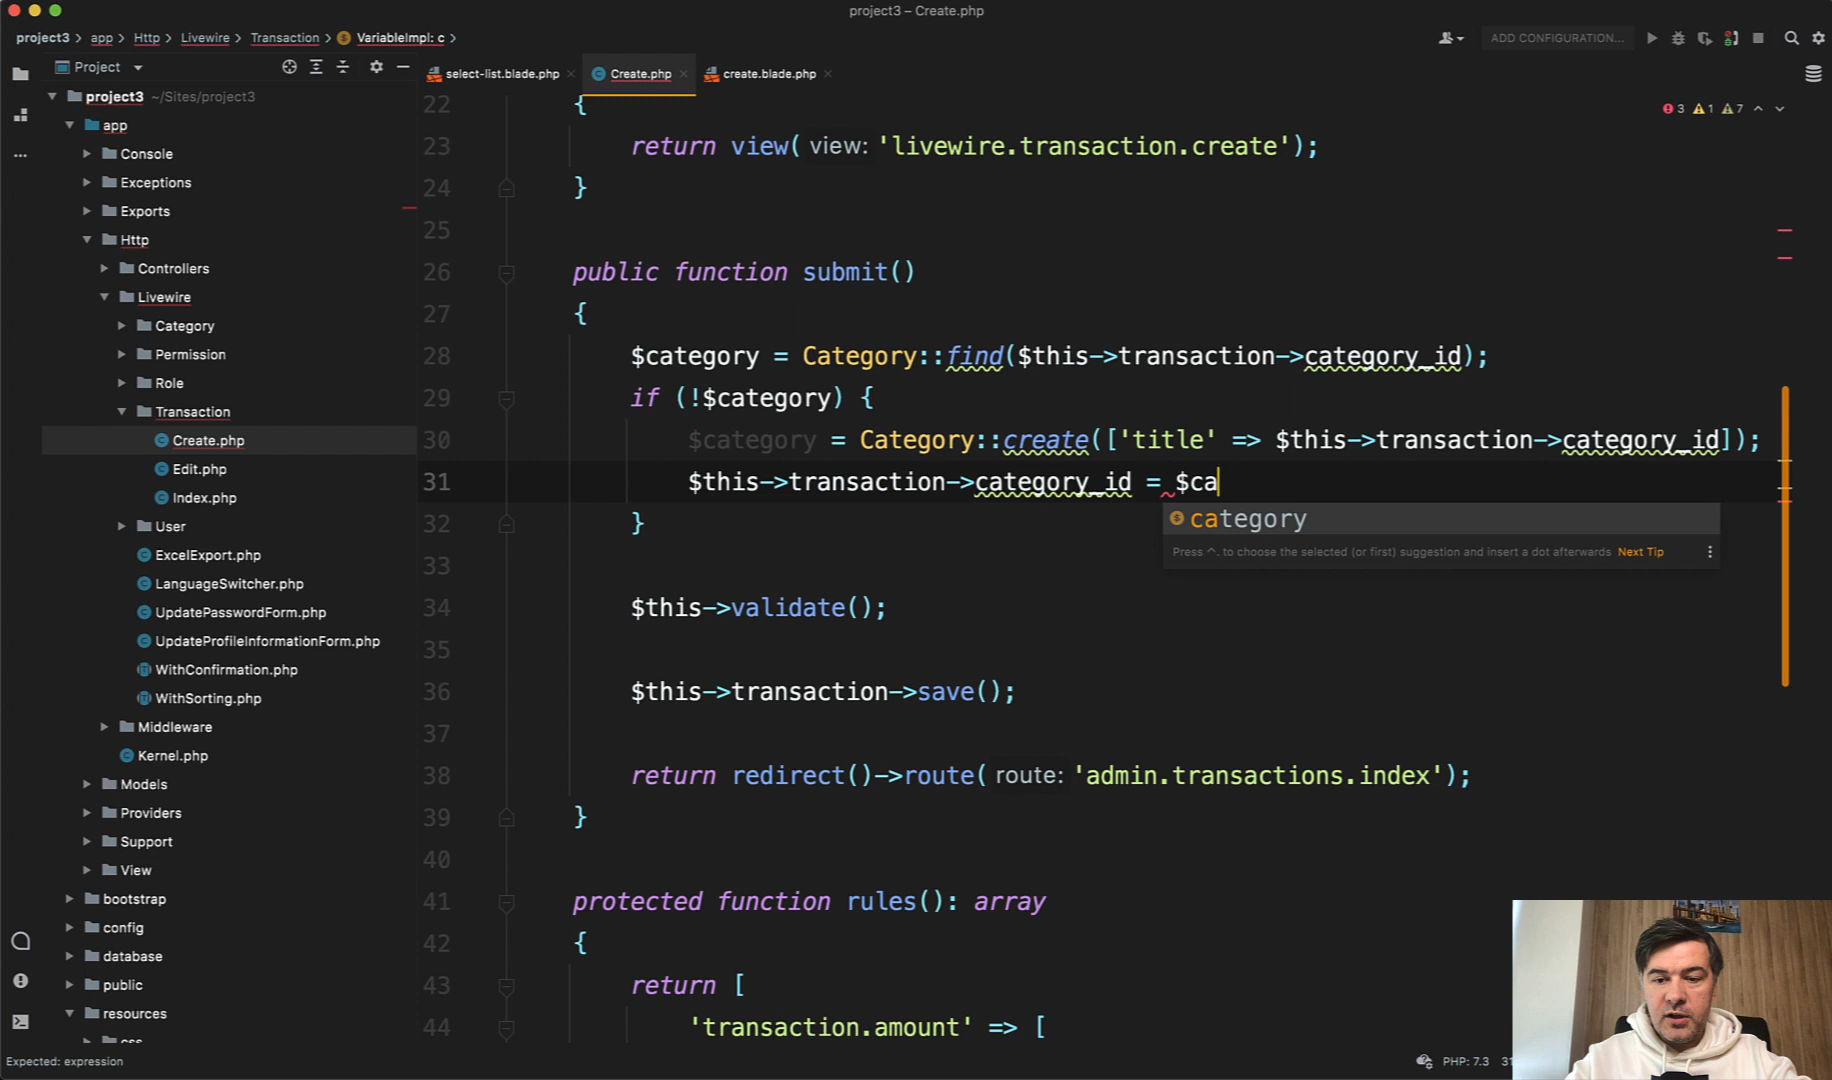 project3 – Create.php
project3 > app > Http > Livewire > Transaction > VariableImpl: c >
ADD CONFIGURATION...
Project
select-list.blade.php
Create.php
create.blade.php
project3 ~/Sites/project3
app
Console
Exceptions
Exports
Http
Controllers
Livewire
Category
Permission
Role
Transaction
Create.php
Edit.php
Index.php
User
ExcelExport.php
LanguageSwitcher.php
UpdatePasswordForm.php
UpdateProfileInformationForm.php
WithConfirmation.php
WithSorting.php
Middleware
Kernel.php
Models
Providers
Support
View
bootstrap
config
database
public
resources
3 1 7
22 {
23 return view( view: 'livewire.transaction.create');
24 }
25
26 public function submit()
27 {
28 $category = Category::find($this->transaction->category_id);
29 if (!$category) {
30 $category = Category::create(['title' => $this->transaction->category_id]);
31 $this->transaction->category_id = $ca
category
Press ^. to choose the selected (or first) suggestion and insert a dot afterwards Next Tip
32 }
33
34 $this->validate();
35
36 $this->transaction->save();
37
38 return redirect()->route( route: 'admin.transactions.index');
39 }
40
41 protected function rules(): array
42 {
43 return [
44 'transaction.amount' => [
Expected: expression
PHP: 7.3